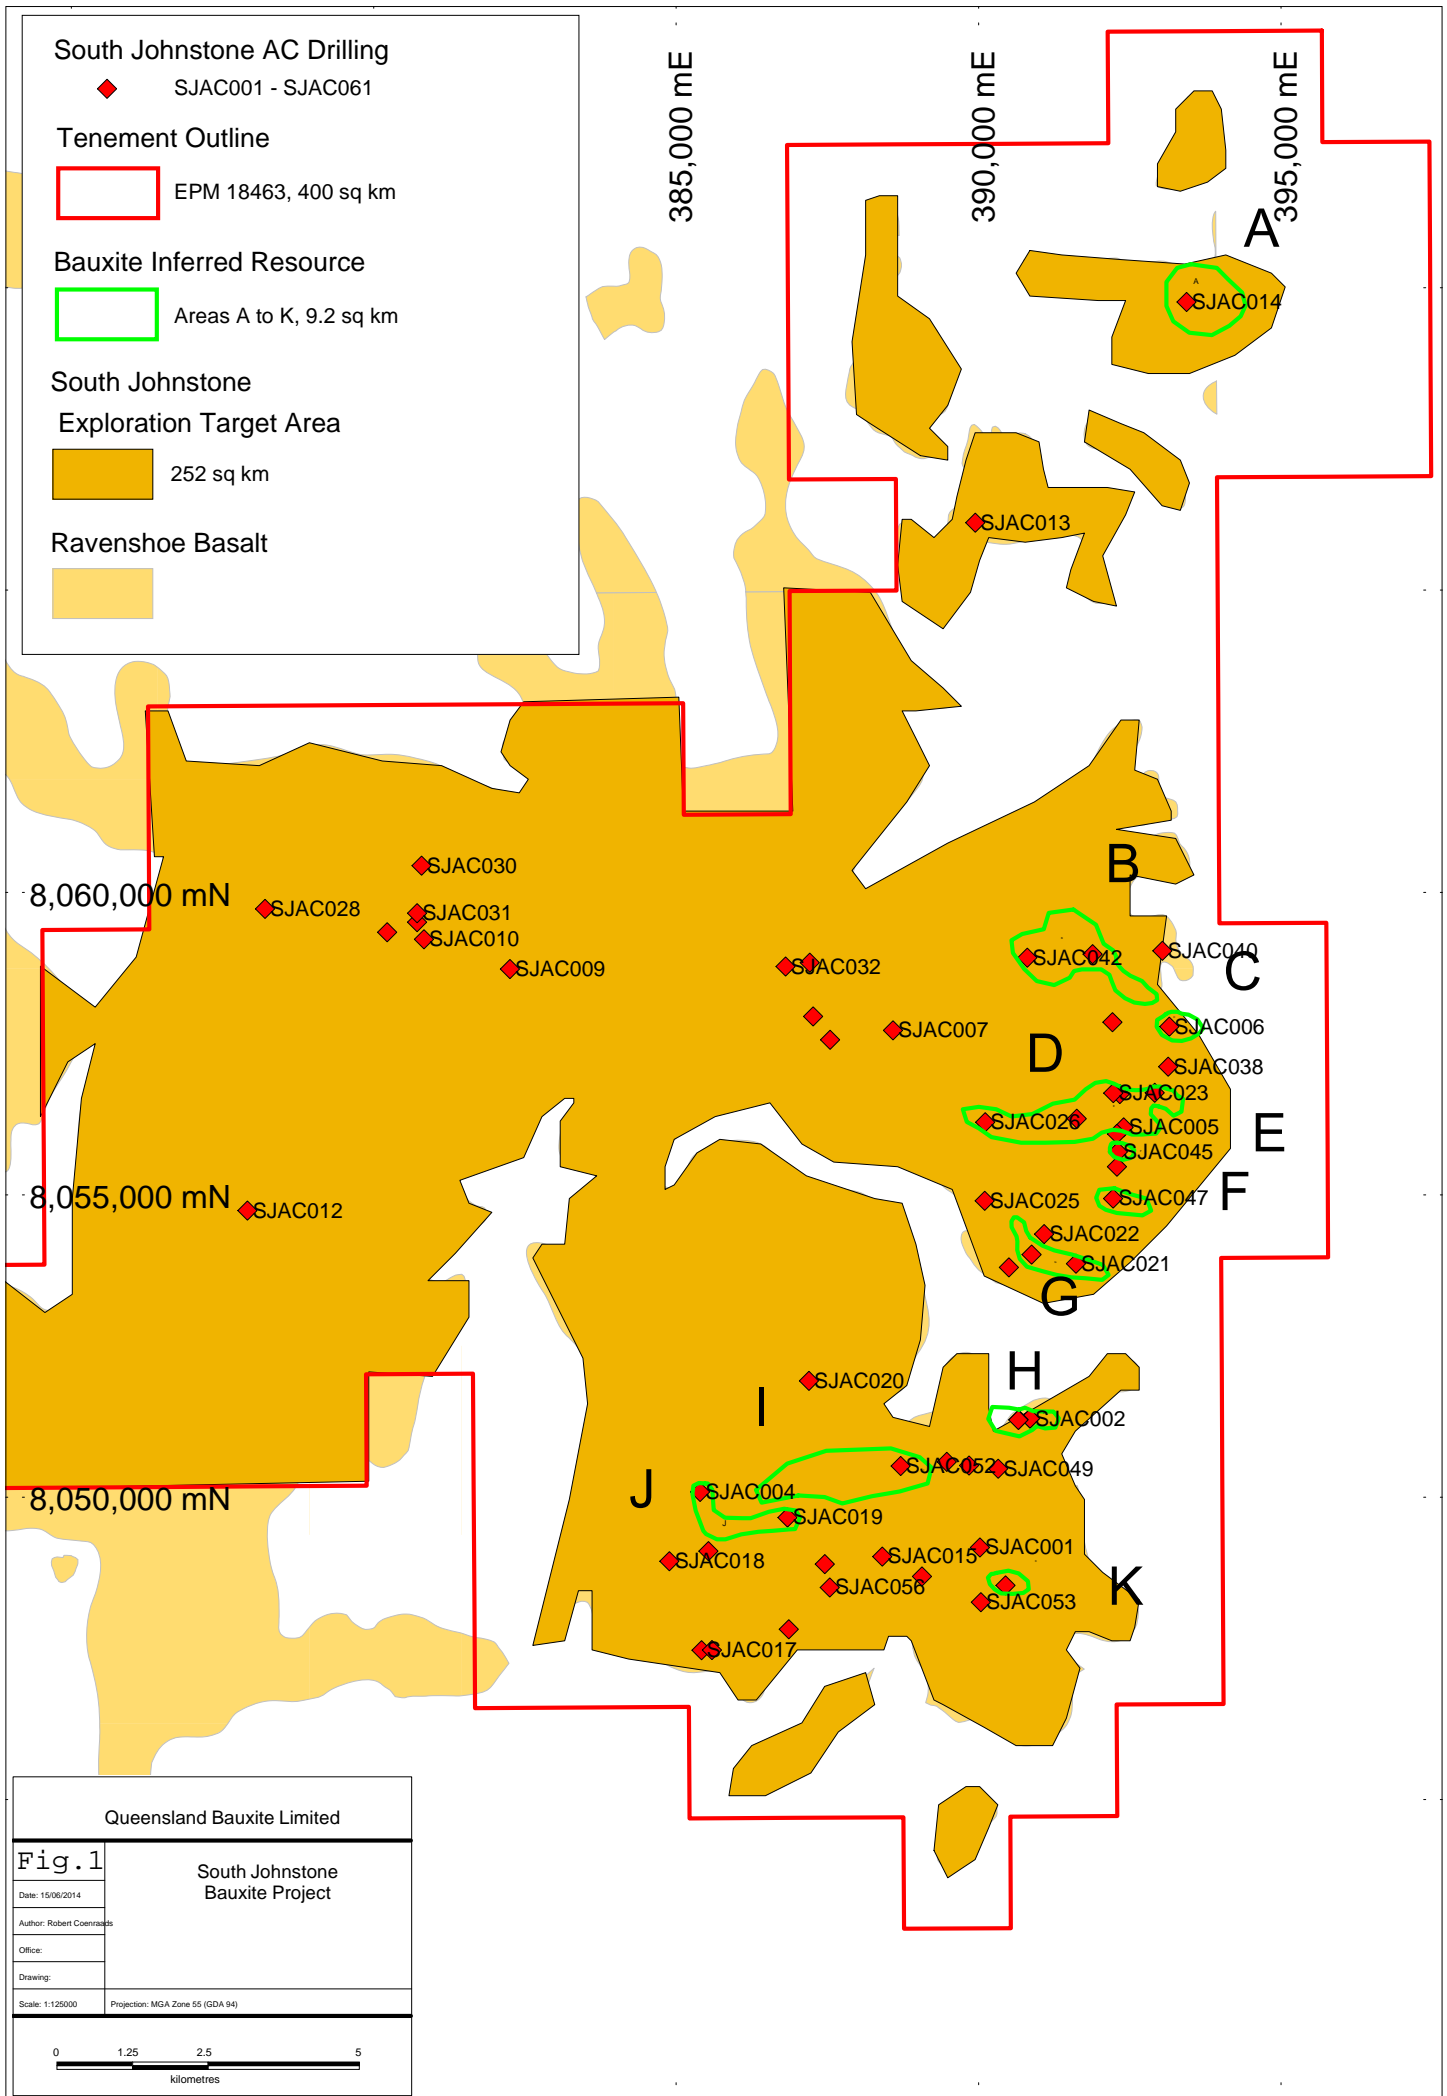 South Johnstone AC Drilling
SJAC001 - SJAC061
Tenement Outline
EPM 18463, 400 sq km
Bauxite Inferred Resource
Areas A to K, 9.2 sq km
South Johnstone
Exploration Target Area
252 sq km
Ravenshoe Basalt
385,000 mE
390,000 mE
395,000 mE
A
A
SJAC014
SJAC013
B
SJAC030
8,060,000 mN
SJAC028
SJAC031
SJAC010
SJAC009
SJAC032
SJAC042
SJAC040
C
SJAC007
SJAC006
D
SJAC038
SJAC023
SJAC026
SJAC005
E
SJAC045
8,055,000 mN
SJAC012
SJAC025
SJAC047
F
SJAC022
SJAC021
G
H
SJAC020
I
SJAC002
SJAC052
SJAC049
J
SJAC004
8,050,000 mN
SJAC019
J
SJAC001
SJAC015
SJAC018
SJAC056
K
SJAC053
SJAC017
Queensland Bauxite Limited
Fig.1
South Johnstone
Bauxite Project
Date: 15/06/2014
Author: Robert Coenraads
Office:
Drawing:
Scale: 1:125000
Projection: MGA Zone 55 (GDA 94)
0 1.25 2.5 5
kilometres